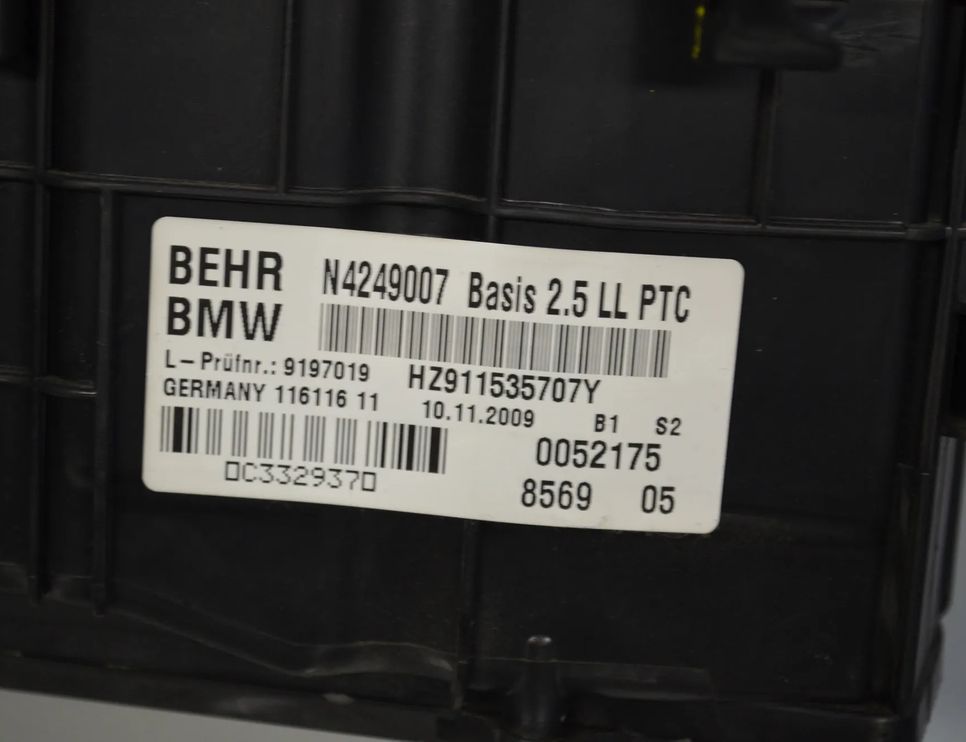 BEHR N4249007 Basis 2.5 LL PTC
BMW
L-Prüfnr.: 9197019 HZ911535707Y
GERMANY 116116 11 10.11.2009 B1 S2
0052175
0C3329370
8569 05